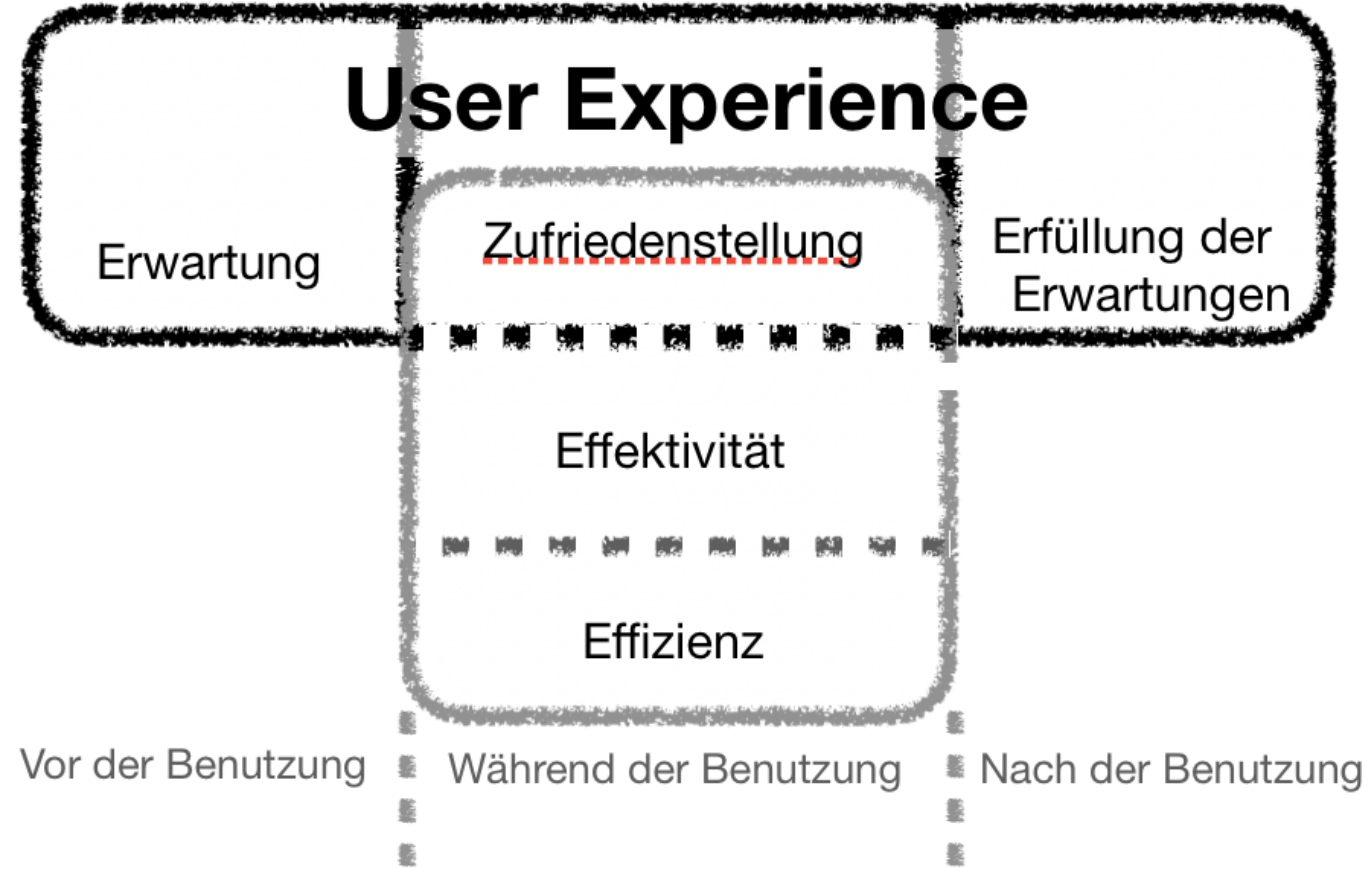 User Experience
Erwartung
Zufriedenstellung
Erfüllung der
Erwartungen
Effektivität
Effizienz
Vor der Benutzung
Während der Benutzung
Nach der Benutzung